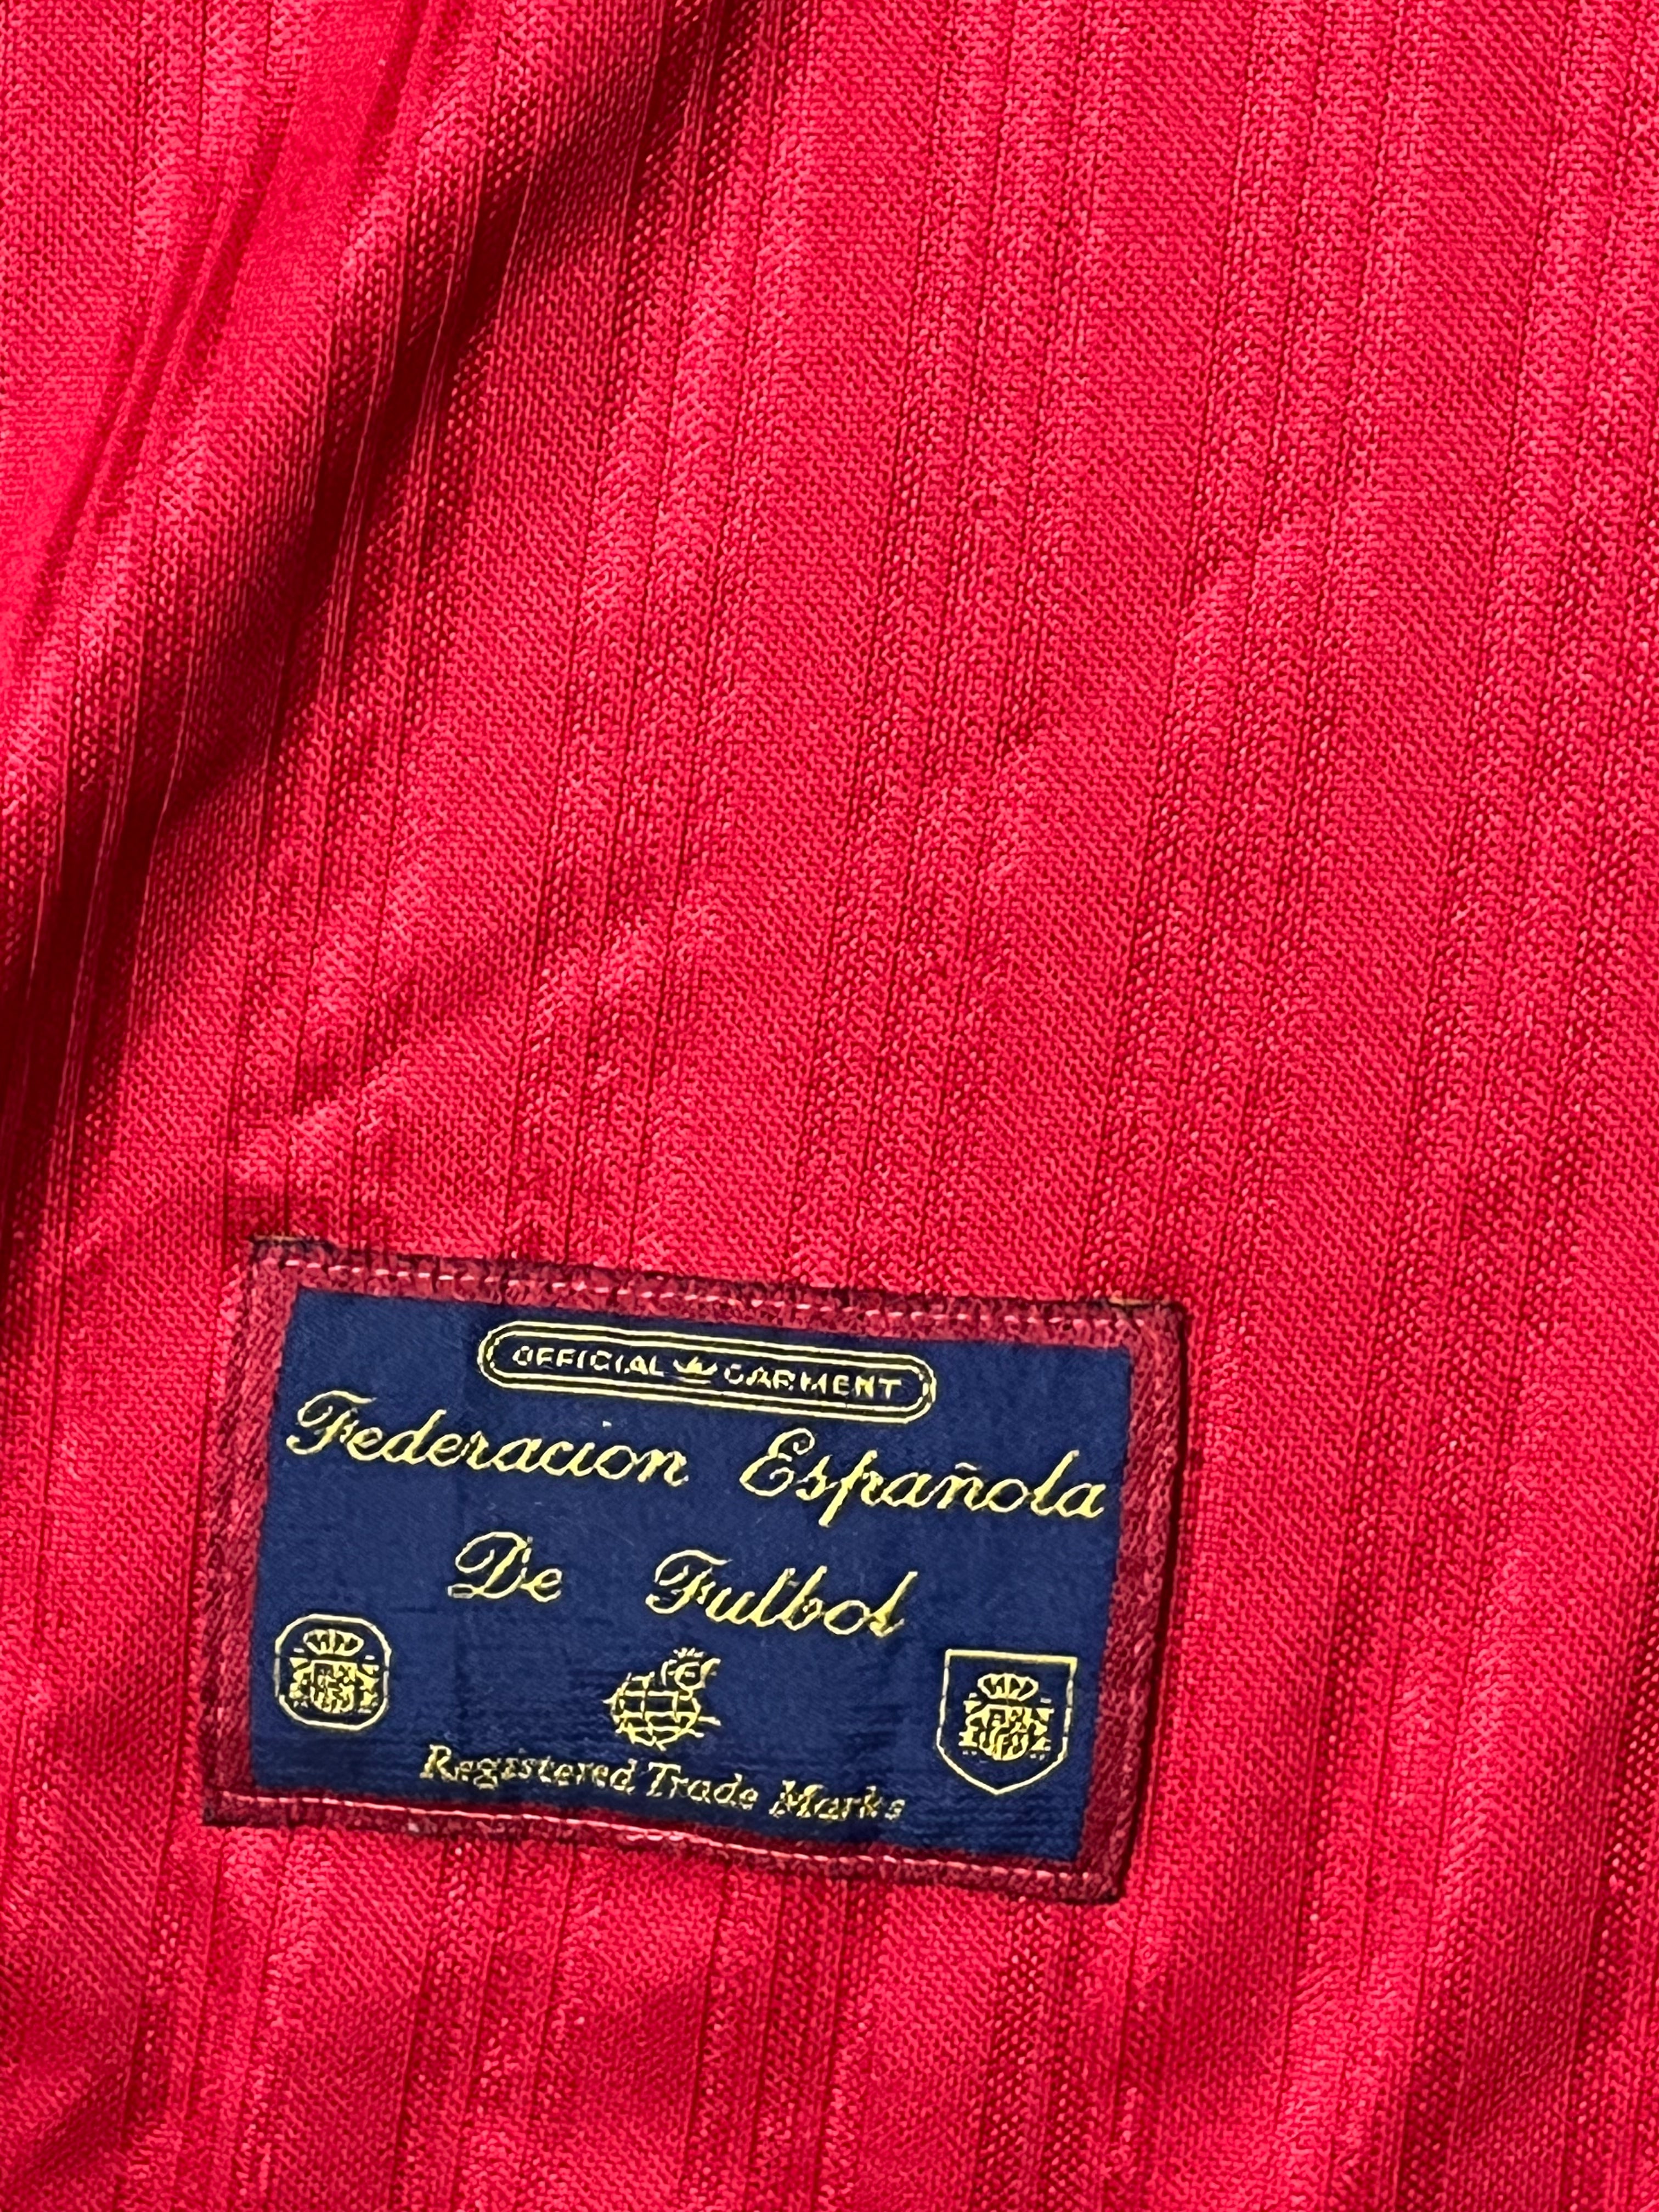 OFFICIAL GARMENT
Federacion Española
De Futbol
Registered Trade Marks